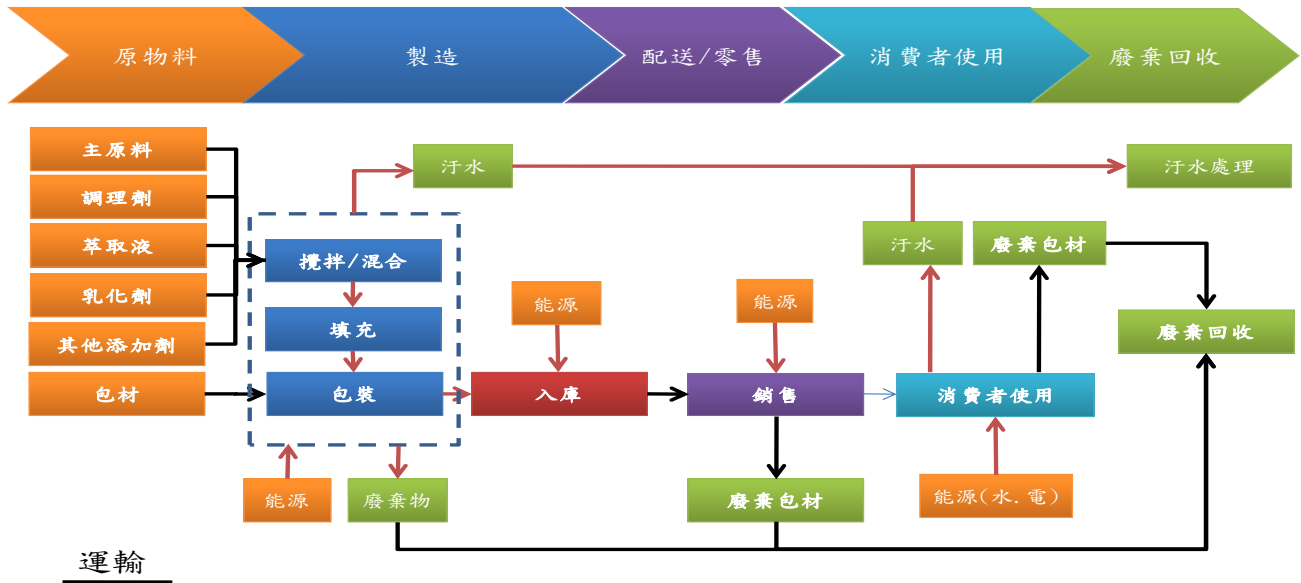 原物料
製造
配送/零售
消費者使用
廢棄回收
主原料
調理劑
萃取液
乳化劑
其他添加劑
包材
汙水
汙水處理
攪拌/混合
填充
包裝
能源
能源
汙水
廢棄包材
廢棄回收
入庫
銷售
消費者使用
能源
廢棄物
廢棄包材
能源(水.電)
運輸